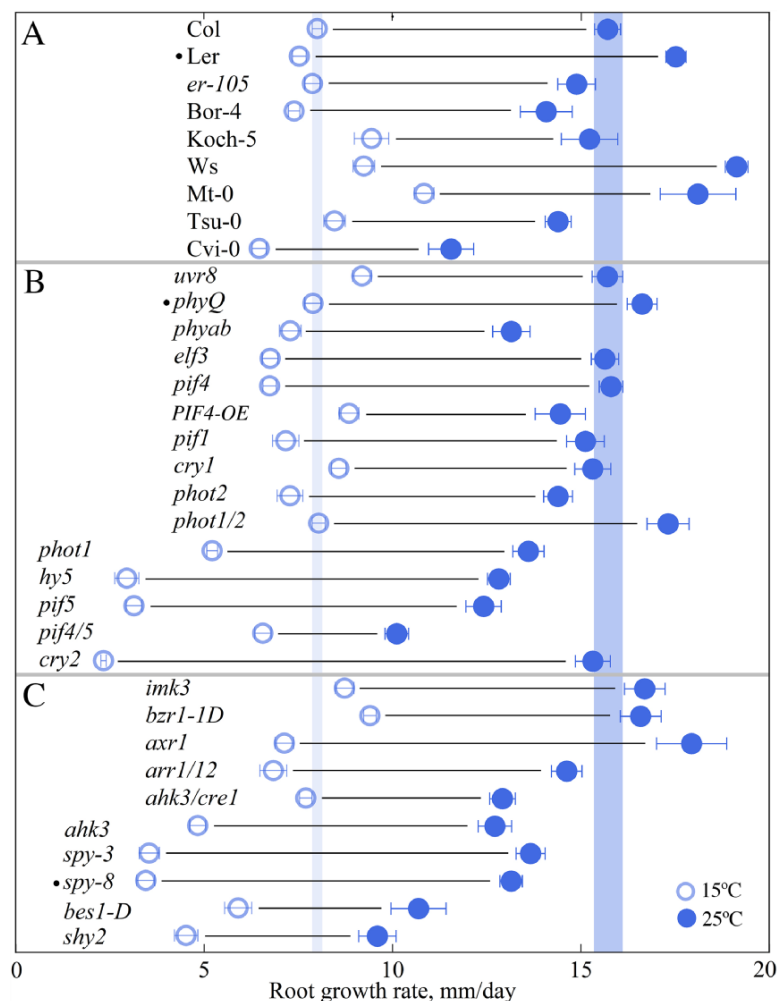 A
Col
• Ler
er-105
Bor-4
Koch-5
Ws
Mt-0
Tsu-0
Cvi-0
B
uvr8
• phyQ
phyab
elf3
pif4
PIF4-OE
pif1
cry1
phot2
phot1/2
phot1
hy5
pif5
pif4/5
cry2
C
imk3
bzr1-1D
axr1
arr1/12
ahk3/cre1
ahk3
spy-3
• spy-8
bes1-D
shy2
15ºC
25ºC
0 5 10 15 20
Root growth rate, mm/day